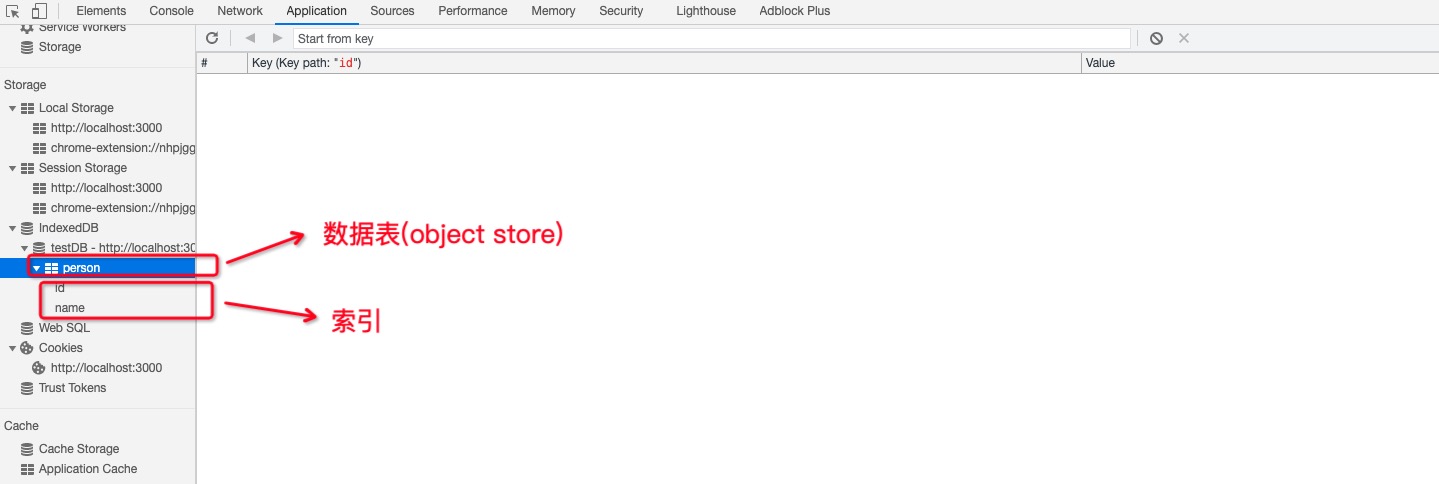 Elements Console Network Application Sources Performance Memory Security Lighthouse Adblock Plus
Service Workers
Start from key
Storage
# Key (Key path: "id") Value
Storage
Local Storage
http://localhost:3000
chrome-extension://nhpjgg
Session Storage
http://localhost:3000
chrome-extension://nhpjgg
IndexedDB
数据表(object store)
testDB - http://localhost:30
person
id
name
索引
Web SQL
Cookies
http://localhost:3000
Trust Tokens
Cache
Cache Storage
Application Cache